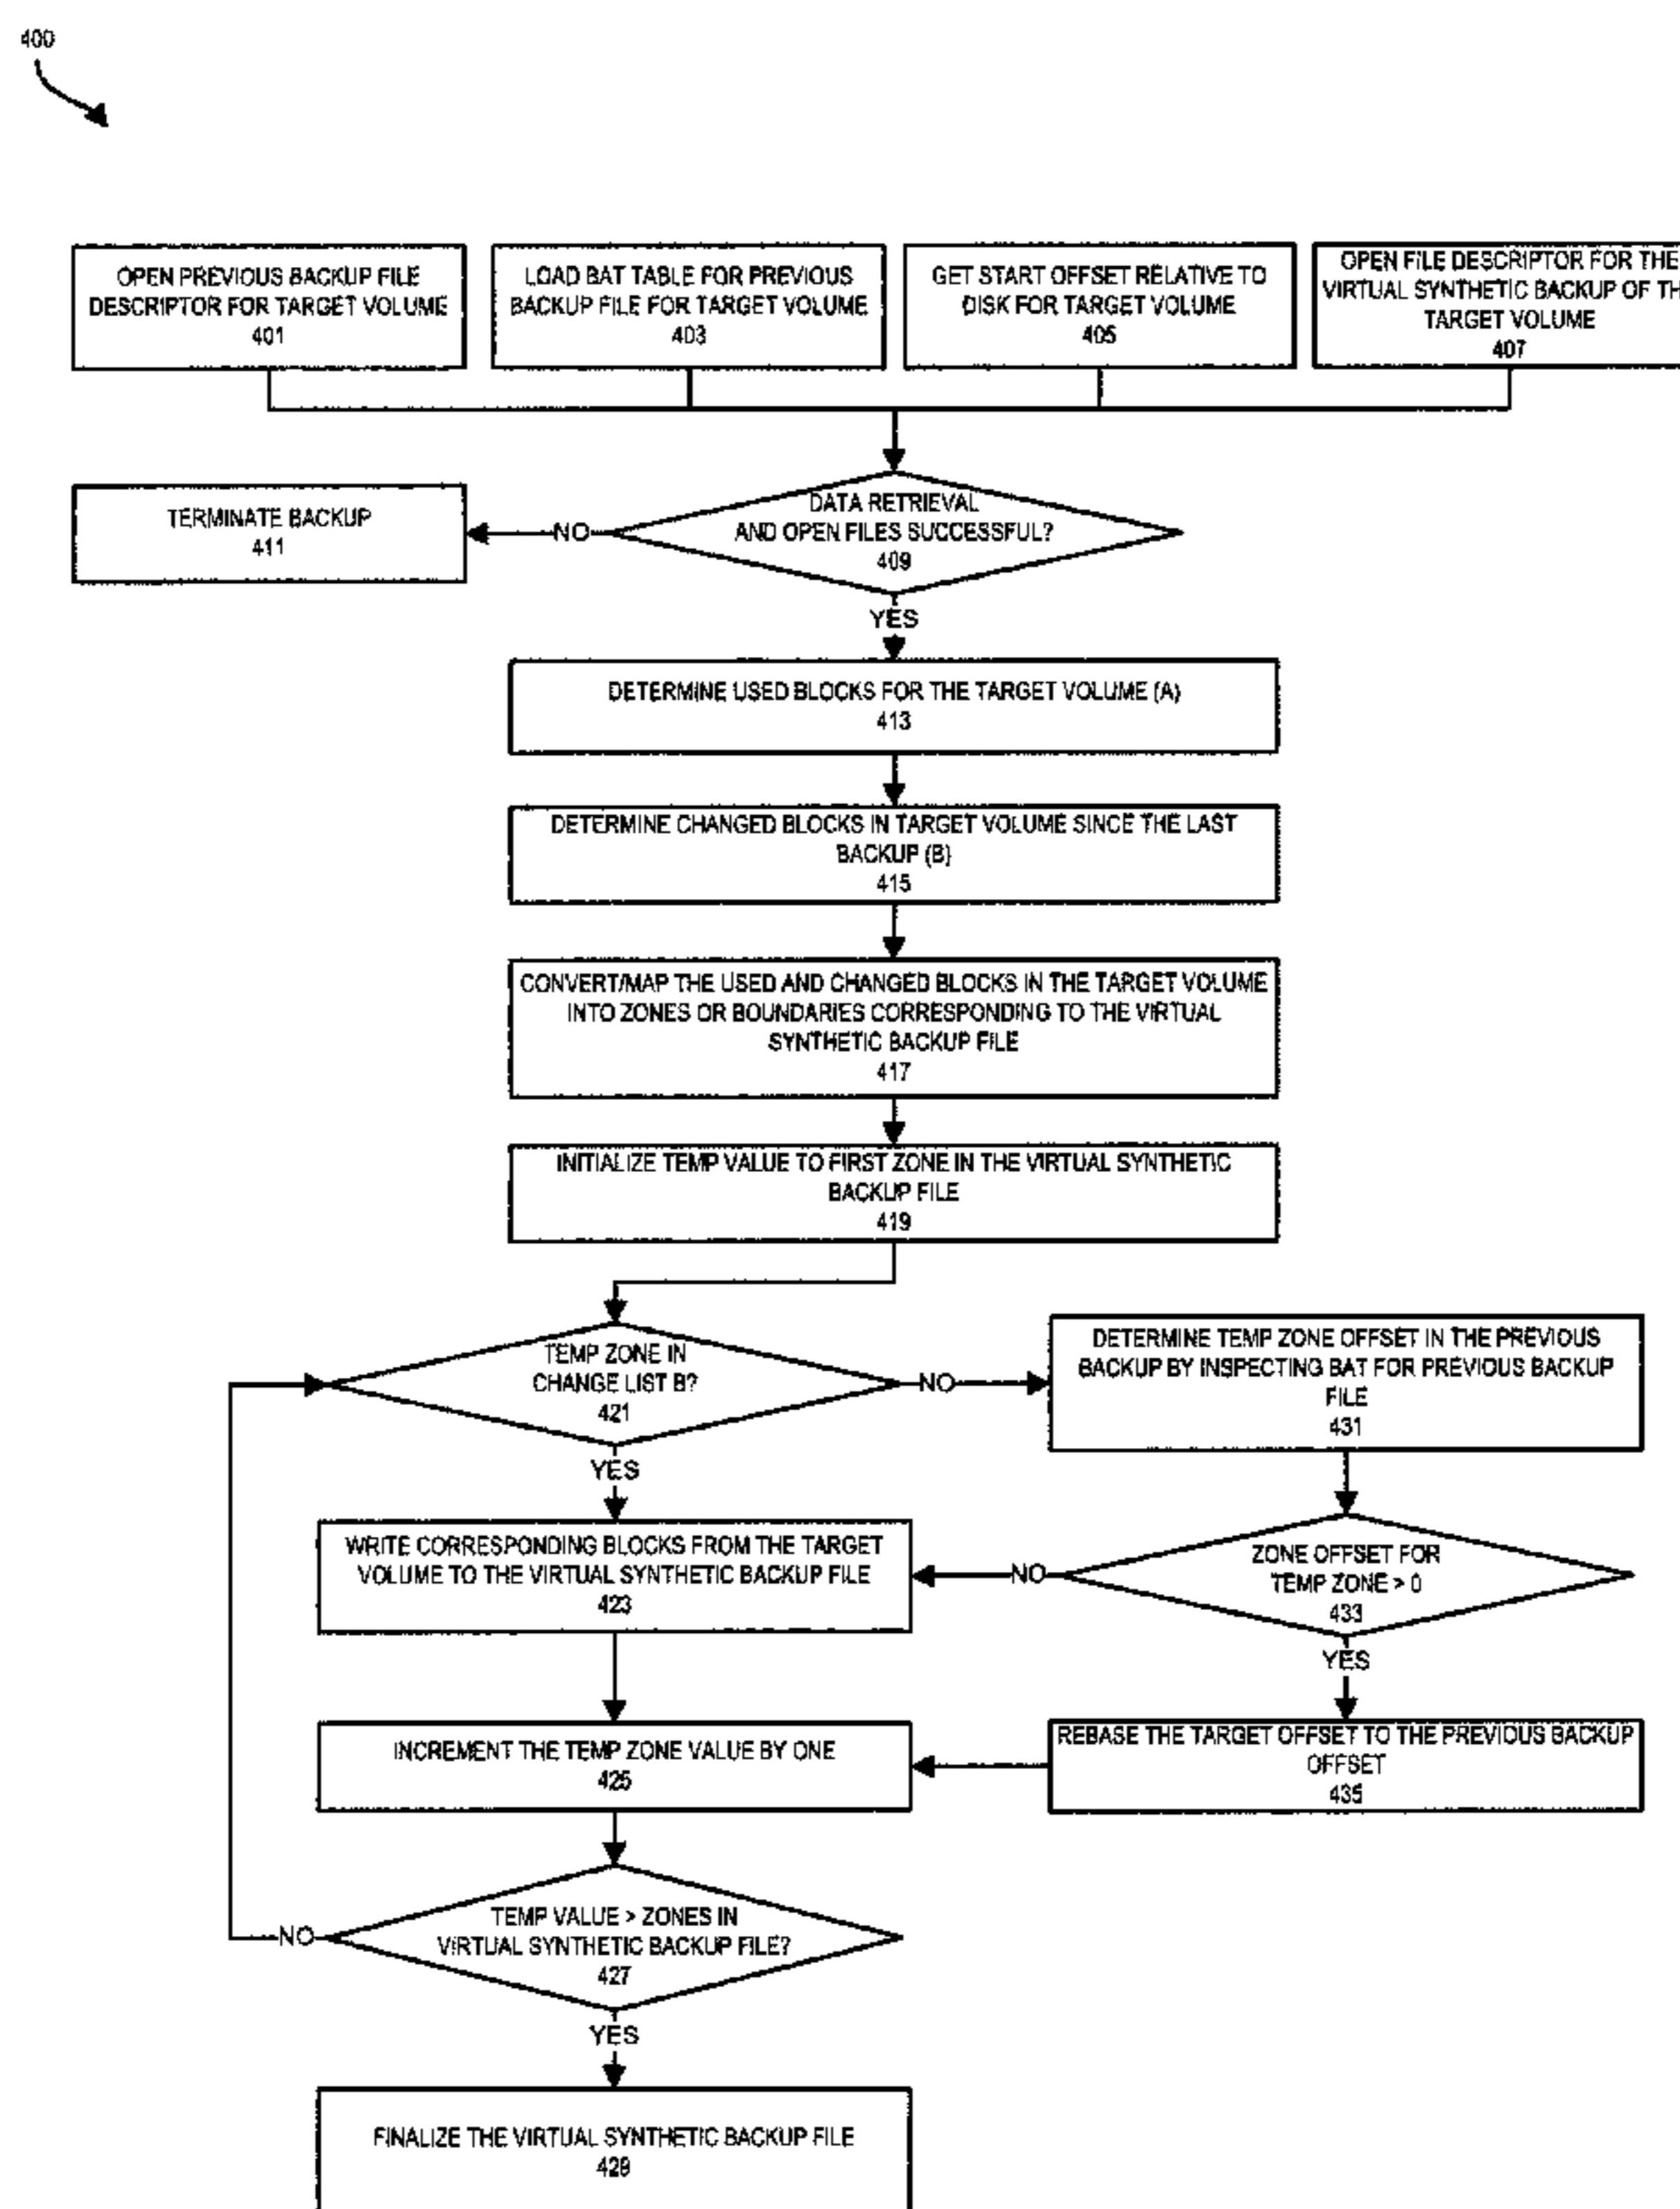 400
OPEN PREVIOUS BACKUP FILE
DESCRIPTOR FOR TARGET VOLUME
401
LOAD BAT TABLE FOR PREVIOUS
BACKUP FILE FOR TARGET VOLUME
403
GET START OFFSET RELATIVE TO
DISK FOR TARGET VOLUME
405
OPEN FILE DESCRIPTOR FOR THE
VIRTUAL SYNTHETIC BACKUP OF TH
TARGET VOLUME
407
DATA RETRIEVAL
AND OPEN FILES SUCCESSFUL?
409
NO
TERMINATE BACKUP
411
YES
DETERMINE USED BLOCKS FOR THE TARGET VOLUME (A)
413
DETERMINE CHANGED BLOCKS IN TARGET VOLUME SINCE THE LAST
BACKUP (B)
415
CONVERT/MAP THE USED AND CHANGED BLOCKS IN THE TARGET VOLUME
INTO ZONES OR BOUNDARIES CORRESPONDING TO THE VIRTUAL
SYNTHETIC BACKUP FILE
417
INITIALIZE TEMP VALUE TO FIRST ZONE IN THE VIRTUAL SYNTHETIC
BACKUP FILE
419
TEMP ZONE IN
CHANGE LIST B?
421
NO
DETERMINE TEMP ZONE OFFSET IN THE PREVIOUS
BACKUP BY INSPECTING BAT FOR PREVIOUS BACKUP
FILE
431
YES
WRITE CORRESPONDING BLOCKS FROM THE TARGET
VOLUME TO THE VIRTUAL SYNTHETIC BACKUP FILE
423
NO
ZONE OFFSET FOR
TEMP ZONE > 0
433
YES
INCREMENT THE TEMP ZONE VALUE BY ONE
425
REBASE THE TARGET OFFSET TO THE PREVIOUS BACKUP
OFFSET
435
TEMP VALUE > ZONES IN
VIRTUAL SYNTHETIC BACKUP FILE?
427
NO
YES
FINALIZE THE VIRTUAL SYNTHETIC BACKUP FILE
429